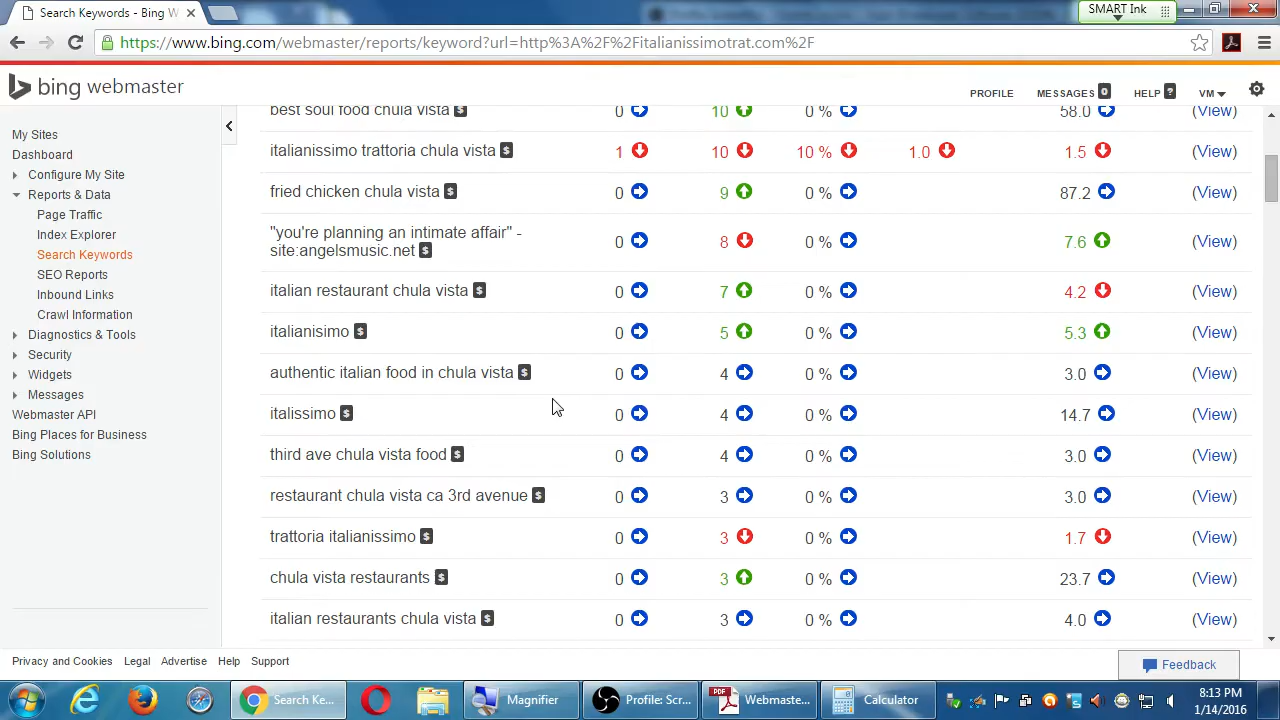 Search Keywords - Bing W
SMART Ink
https://www.bing.com/webmaster/reports/keyword?url=http%3A%2F%2Fitalianissimotrat.com%2F
bing webmaster
PROFILE MESSAGES 0 HELP ? VM
My Sites
Dashboard
Configure My Site
Reports & Data
Page Traffic
Index Explorer
Search Keywords
SEO Reports
Inbound Links
Crawl Information
Diagnostics & Tools
Security
Widgets
Messages
Webmaster API
Bing Places for Business
Bing Solutions
best soul food chula vista $ 0 10 0 % 58.0 (View)
italianissimo trattoria chula vista $ 1 10 10 % 1.0 1.5 (View)
fried chicken chula vista $ 0 9 0 % 87.2 (View)
"you're planning an intimate affair" -
site:angelsmusic.net $ 0 8 0 % 7.6 (View)
italian restaurant chula vista $ 0 7 0 % 4.2 (View)
italianisimo $ 0 5 0 % 5.3 (View)
authentic italian food in chula vista $ 0 4 0 % 3.0 (View)
italissimo $ 0 4 0 % 14.7 (View)
third ave chula vista food $ 0 4 0 % 3.0 (View)
restaurant chula vista ca 3rd avenue $ 0 3 0 % 3.0 (View)
trattoria italianissimo $ 0 3 0 % 1.7 (View)
chula vista restaurants $ 0 3 0 % 23.7 (View)
italian restaurants chula vista $ 0 3 0 % 4.0 (View)
Privacy and Cookies Legal Advertise Help Support
Feedback
Search Ke... Magnifier Profile: Scr... PDF Webmaste... Calculator
8:13 PM
1/14/2016